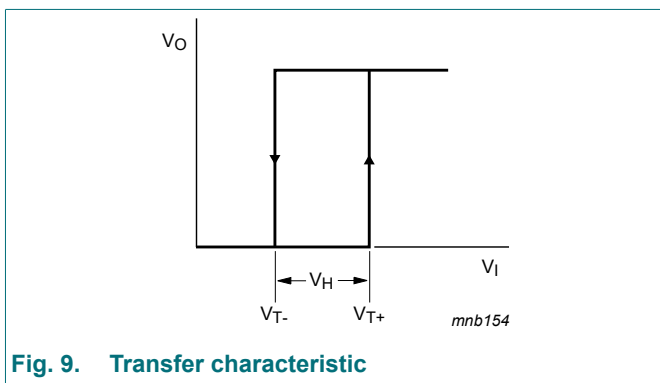 VO
VI
VH
VT-
VT+
mnb154
Fig. 9. Transfer characteristic